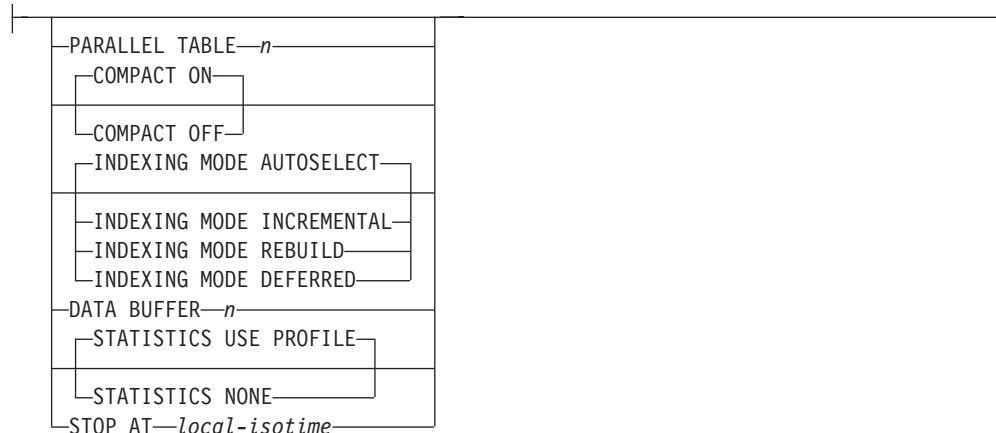 PARALLEL TABLE n
COMPACT ON
COMPACT OFF
INDEXING MODE AUTOSELECT
INDEXING MODE INCREMENTAL
INDEXING MODE REBUILD
INDEXING MODE DEFERRED
DATA BUFFER n
STATISTICS USE PROFILE
STATISTICS NONE
STOP AT local-isotime